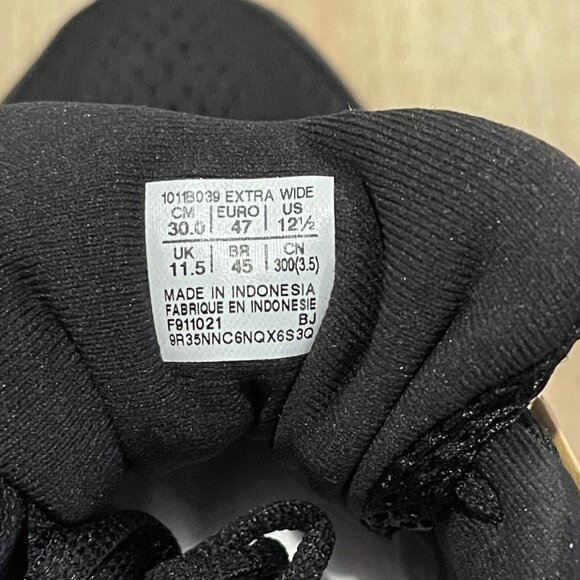 1011B039 EXTRA WIDE
CM | EURO | US
30.0 | 47 | 12½
UK | BR | CN
11.5 | 45 | 300(3.5)
MADE IN INDONESIA
FABRIQUE EN INDONESIE
F911021 BJ
9R35NNC6NQX6S3Q